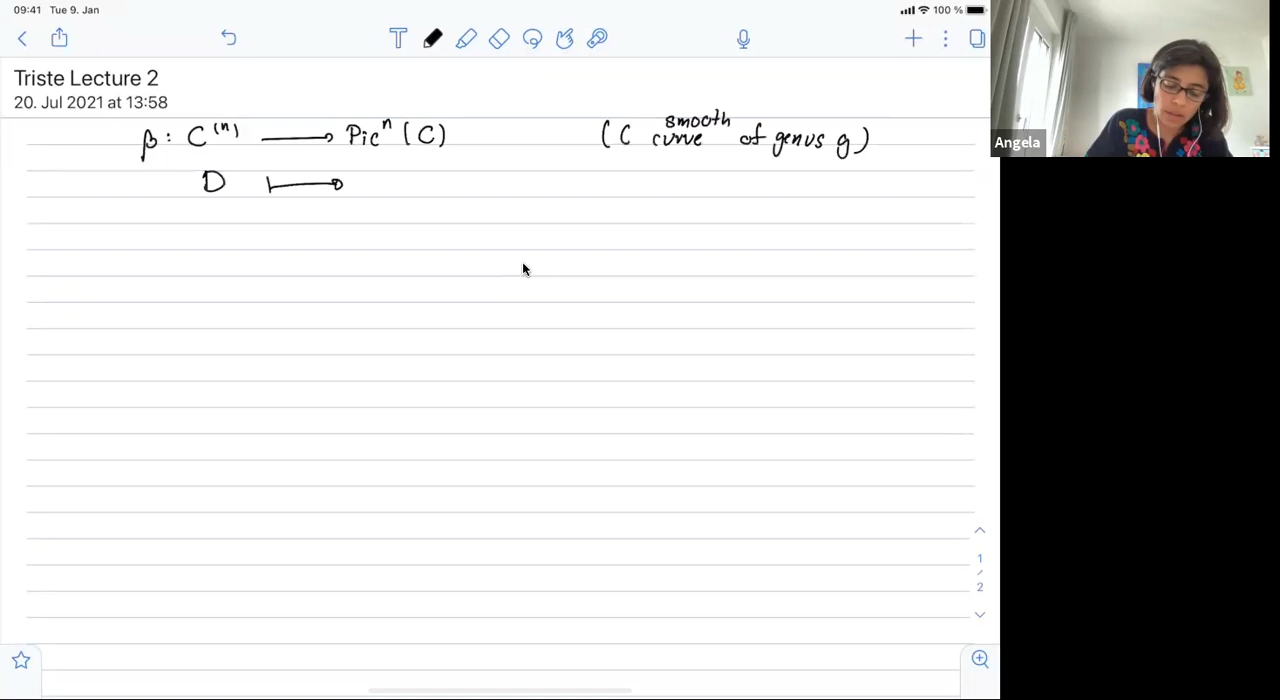 09:41 Tue 9. Jan 100 %
Triste Lecture 2
20. Jul 2021 at 13:58
β : C⁽ⁿ⁾ ⟶ Picⁿ (C) (C smooth curve of genus g)
D ⟼
Angela
1
2